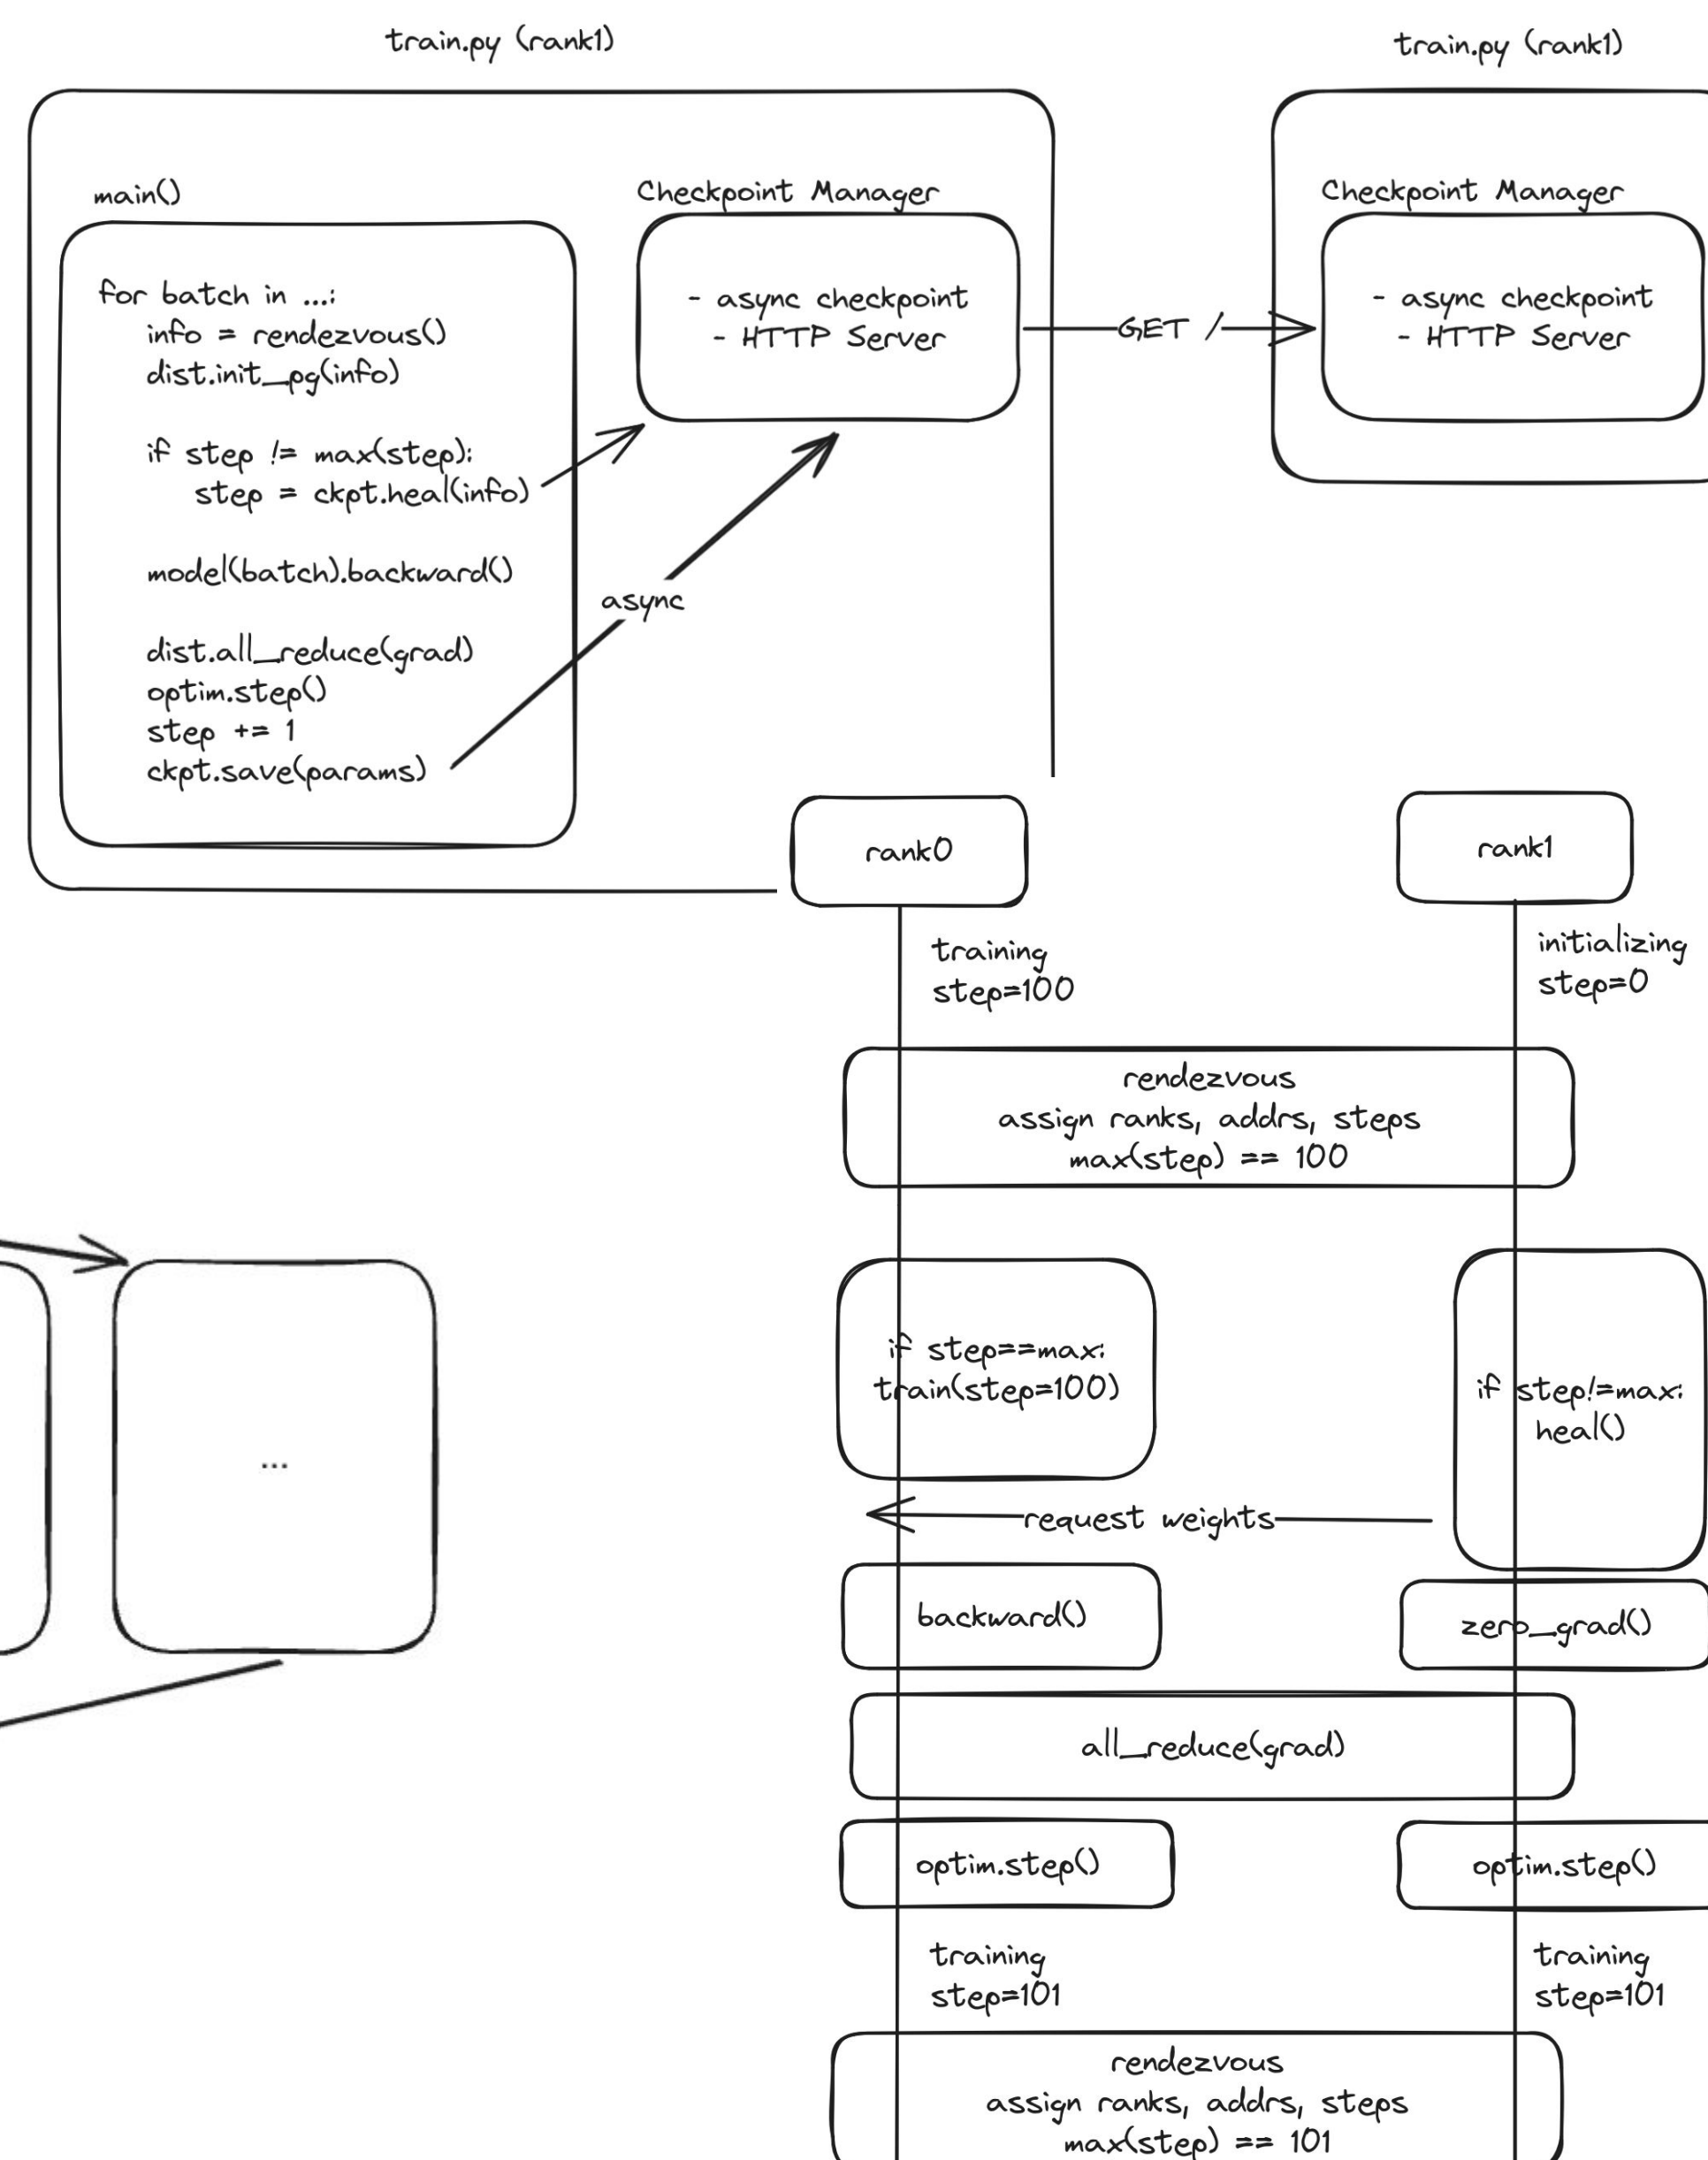 train.py (rank1)
train.py (rank1)
main()
for batch in ...:
info = rendezvous()
dist.init_pg(info)
if step != max(step):
step = ckpt.heal(info)
model(batch).backward()
dist.all_reduce(grad)
optim.step()
step += 1
ckpt.save(params)
async
Checkpoint Manager
- async checkpoint
- HTTP Server
GET /
Checkpoint Manager
- async checkpoint
- HTTP Server
...
rank0
rank1
training
step=100
initializing
step=0
rendezvous
assign ranks, addrs, steps
max(step) == 100
if step==max:
train(step=100)
if step!=max:
heal()
request weights
backward()
zero_grad()
all_reduce(grad)
optim.step()
optim.step()
training
step=101
training
step=101
rendezvous
assign ranks, addrs, steps
max(step) == 101